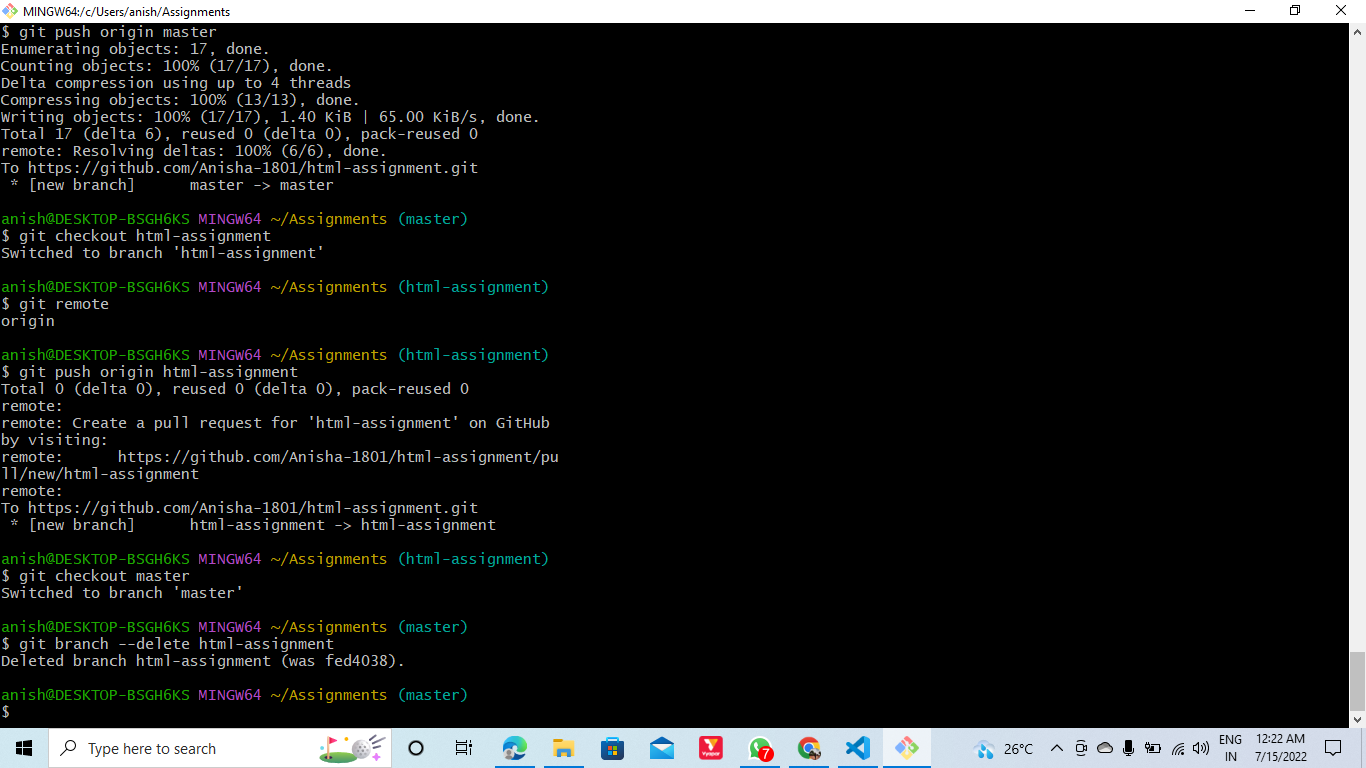 MINGW64:/c/Users/anish/Assignments
$ git push origin master
Enumerating objects: 17, done.
Counting objects: 100% (17/17), done.
Delta compression using up to 4 threads
Compressing objects: 100% (13/13), done.
Writing objects: 100% (17/17), 1.40 KiB | 65.00 KiB/s, done.
Total 17 (delta 6), reused 0 (delta 0), pack-reused 0
remote: Resolving deltas: 100% (6/6), done.
To https://github.com/Anisha-1801/html-assignment.git
 * [new branch]      master -> master
anish@DESKTOP-BSGH6KS MINGW64 ~/Assignments (master)
$ git checkout html-assignment
Switched to branch 'html-assignment'
anish@DESKTOP-BSGH6KS MINGW64 ~/Assignments (html-assignment)
$ git remote
origin
anish@DESKTOP-BSGH6KS MINGW64 ~/Assignments (html-assignment)
$ git push origin html-assignment
Total 0 (delta 0), reused 0 (delta 0), pack-reused 0
remote:
remote: Create a pull request for 'html-assignment' on GitHub
by visiting:
remote:      https://github.com/Anisha-1801/html-assignment/pu
ll/new/html-assignment
remote:
To https://github.com/Anisha-1801/html-assignment.git
 * [new branch]      html-assignment -> html-assignment
anish@DESKTOP-BSGH6KS MINGW64 ~/Assignments (html-assignment)
$ git checkout master
Switched to branch 'master'
anish@DESKTOP-BSGH6KS MINGW64 ~/Assignments (master)
$ git branch --delete html-assignment
Deleted branch html-assignment (was fed4038).
anish@DESKTOP-BSGH6KS MINGW64 ~/Assignments (master)
$
Type here to search
7
26°C
ENG
IN
12:22 AM
7/15/2022